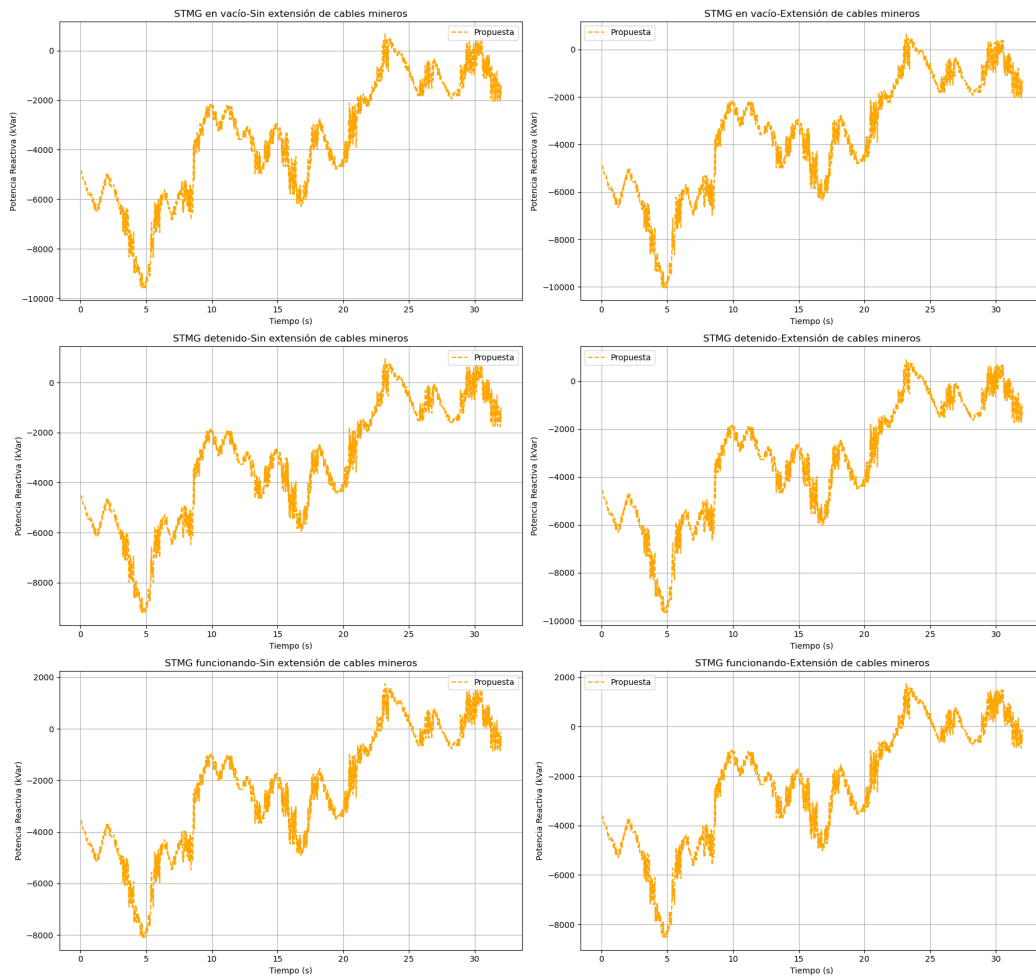 STMG en vacío-Sin extensión de cables mineros
Propuesta
0
−2000
−4000
−6000
−8000
−10000
Potencia Reactiva (kVar)
0 5 10 15 20 25 30
Tiempo (s)
STMG en vacío-Extensión de cables mineros
Propuesta
0
−2000
−4000
−6000
−8000
−10000
Potencia Reactiva (kVar)
0 5 10 15 20 25 30
Tiempo (s)
STMG detenido-Sin extensión de cables mineros
Propuesta
0
−2000
−4000
−6000
−8000
Potencia Reactiva (kVar)
0 5 10 15 20 25 30
Tiempo (s)
STMG detenido-Extensión de cables mineros
Propuesta
0
−2000
−4000
−6000
−8000
−10000
Potencia Reactiva (kVar)
0 5 10 15 20 25 30
Tiempo (s)
STMG funcionando-Sin extensión de cables mineros
Propuesta
2000
0
−2000
−4000
−6000
−8000
Potencia Reactiva (kVar)
0 5 10 15 20 25 30
Tiempo (s)
STMG funcionando-Extensión de cables mineros
Propuesta
2000
0
−2000
−4000
−6000
−8000
Potencia Reactiva (kVar)
0 5 10 15 20 25 30
Tiempo (s)